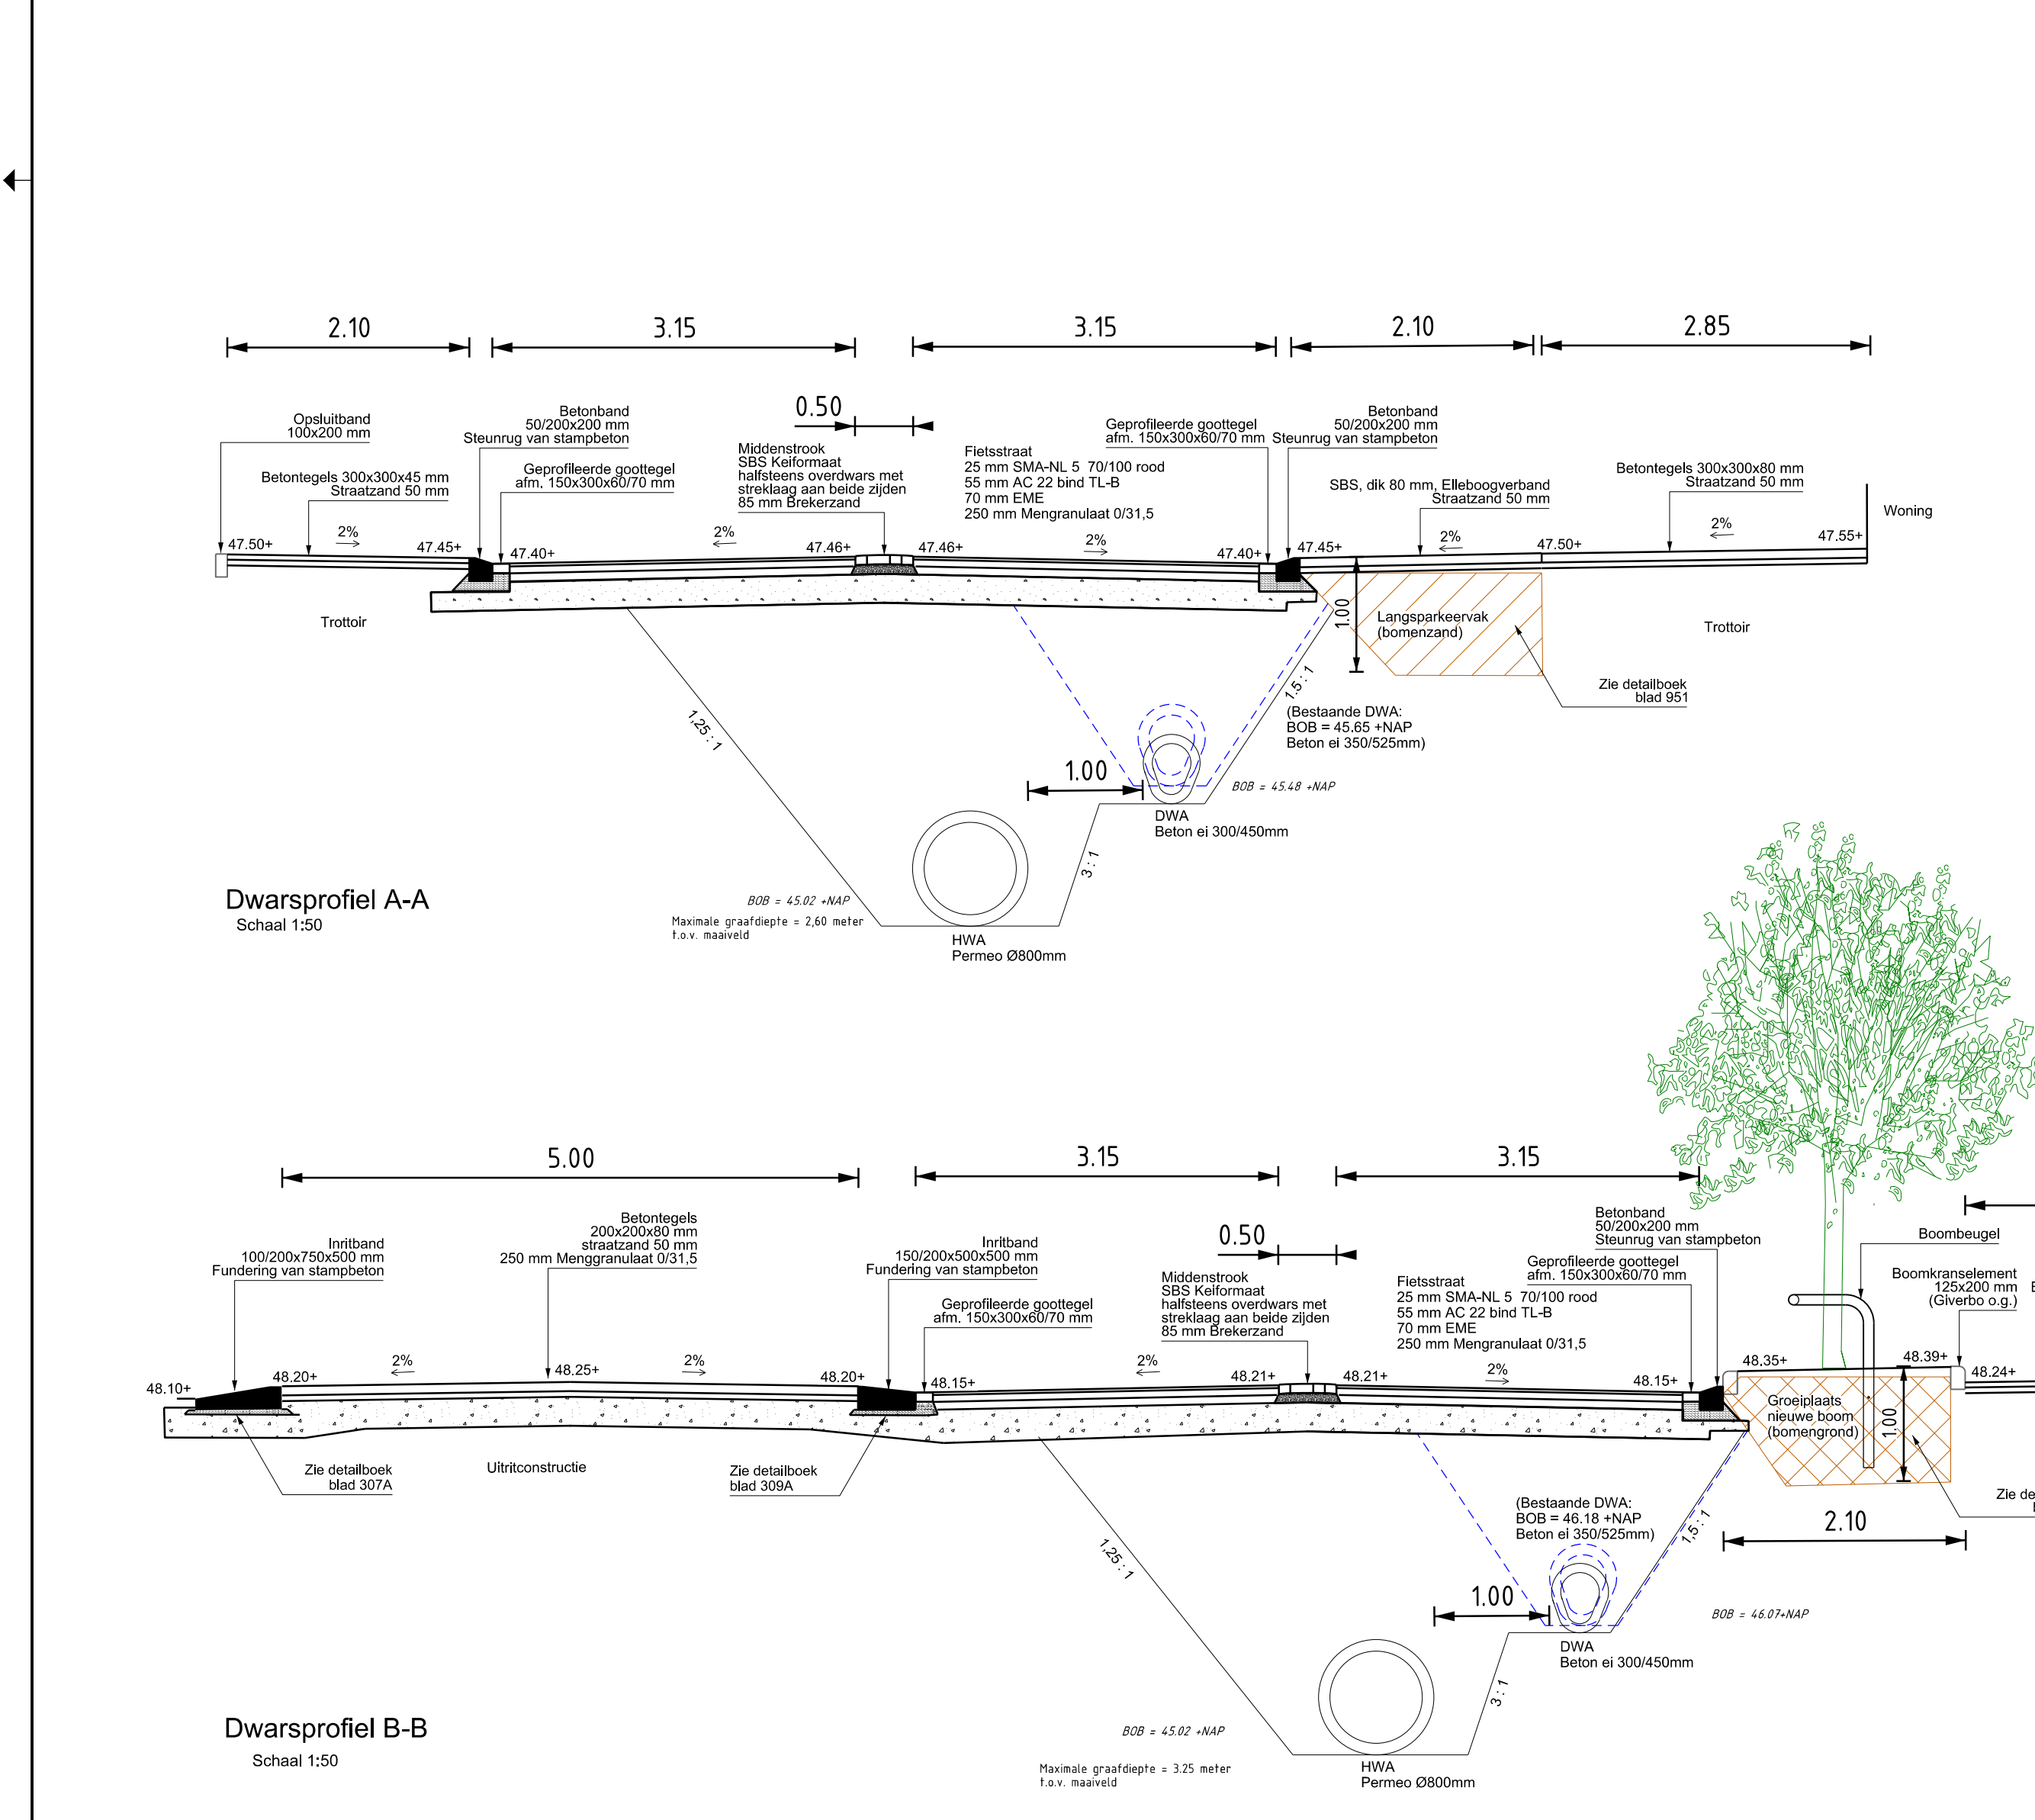 2.10
3.15
3.15
2.10
2.85
0.50
Opsluitband
100x200 mm
Betontegels 300x300x45 mm
Straatzand 50 mm
Betonband
50/200x200 mm
Steunrug van stampbeton
Geprofileerde goottegel
afm. 150x300x60/70 mm
Middenstrook
SBS Keiformaat
halfsteens overdwars met
streklaag aan beide zijden
85 mm Brekerzand
Fietsstraat
25 mm SMA-NL 5 70/100 rood
55 mm AC 22 bind TL-B
70 mm EME
250 mm Mengranulaat 0/31,5
Geprofileerde goottegel
afm. 150x300x60/70 mm
Betonband
50/200x200 mm
Steunrug van stampbeton
SBS, dik 80 mm, Elleboogverband
Straatzand 50 mm
Betontegels 300x300x80 mm
Straatzand 50 mm
Woning
47.50+
2%
47.45+
47.40+
2%
47.46+
47.46+
2%
47.40+
47.45+
2%
47.50+
2%
47.55+
Trottoir
1.00
Langsparkeervak
(bomenzand)
Trottoir
Zie detailboek
blad 951
1,25 : 1
1.5 : 1
(Bestaande DWA:
BOB = 45.65 +NAP
Beton ei 350/525mm)
1.00
BOB = 45.48 +NAP
DWA
Beton ei 300/450mm
3 : 1
Dwarsprofiel A-A
Schaal 1:50
BOB = 45.02 +NAP
Maximale graafdiepte = 2,60 meter
t.o.v. maaiveld
HWA
Permeo Ø800mm
5.00
3.15
3.15
0.50
Inritband
100/200x750x500 mm
Fundering van stampbeton
Betontegels
200x200x80 mm
straatzand 50 mm
250 mm Menggranulaat 0/31,5
Inritband
150/200x500x500 mm
Fundering van stampbeton
Geprofileerde goottegel
afm. 150x300x60/70 mm
Middenstrook
SBS Keiformaat
halfsteens overdwars met
streklaag aan beide zijden
85 mm Brekerzand
Fietsstraat
25 mm SMA-NL 5 70/100 rood
55 mm AC 22 bind TL-B
70 mm EME
250 mm Mengranulaat 0/31,5
Betonband
50/200x200 mm
Steunrug van stampbeton
Geprofileerde goottegel
afm. 150x300x60/70 mm
Boombeugel
Boomkranselement
125x200 mm
(Giverbo o.g.)
48.10+
48.20+
2%
48.25+
2%
48.20+
48.15+
2%
48.21+
48.21+
2%
48.15+
48.35+
48.39+
48.24+
Groeiplaats
nieuwe boom
(bomengrond)
1.00
Zie detailboek
blad 307A
Uitritconstructie
Zie detailboek
blad 309A
Zie de
2.10
1,25 : 1
(Bestaande DWA:
BOB = 46.18 +NAP
Beton ei 350/525mm)
1,5 : 1
1.00
BOB = 46.07+NAP
DWA
Beton ei 300/450mm
3 : 1
Dwarsprofiel B-B
Schaal 1:50
BOB = 45.02 +NAP
Maximale graafdiepte = 3.25 meter
t.o.v. maaiveld
HWA
Permeo Ø800mm